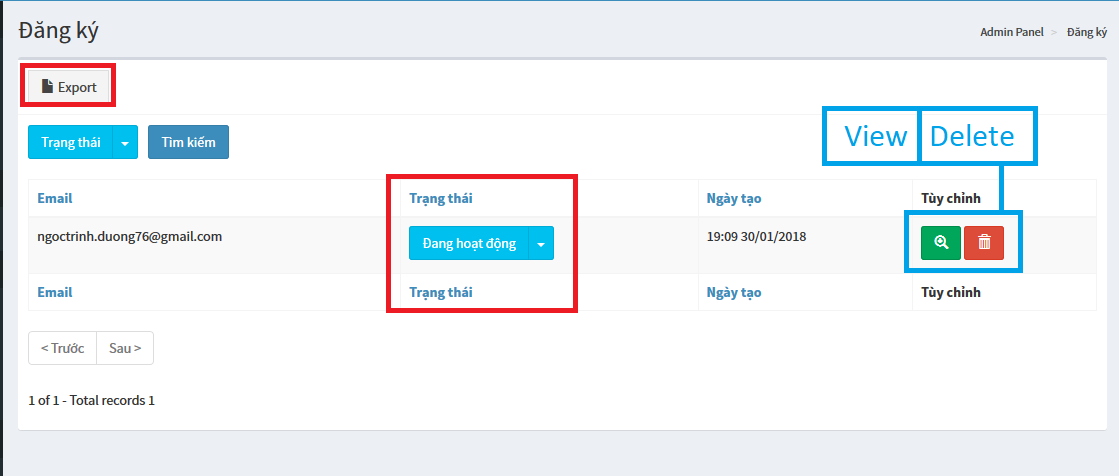 Đăng ký
Admin Panel > Đăng ký
Export
Trạng thái Tìm kiếm
View Delete
Email Trạng thái Ngày tạo Tùy chỉnh
ngoctrinh.duong76@gmail.com Đang hoạt động 19:09 30/01/2018
Email Trạng thái Ngày tạo Tùy chỉnh
< Trước Sau >
1 of 1 - Total records 1